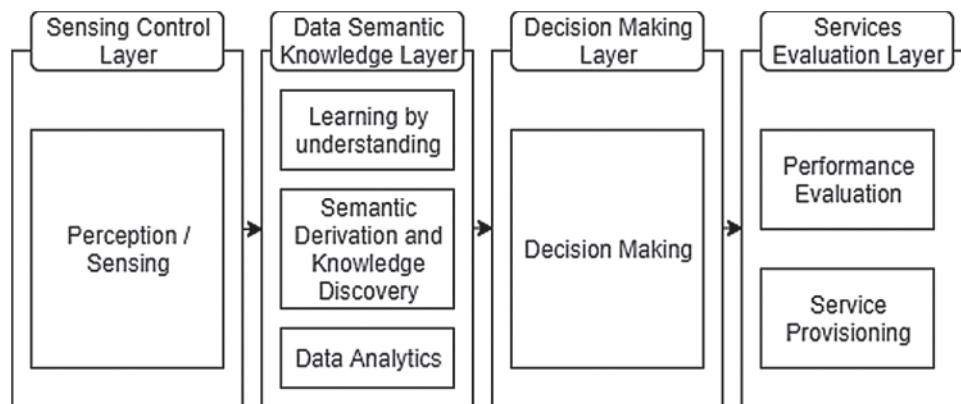 Sensing Control
Layer
Perception /
Sensing
Data Semantic
Knowledge Layer
Learning by
understanding
Semantic
Derivation and
Knowledge
Discovery
Data Analytics
Decision Making
Layer
Decision Making
Services
Evaluation Layer
Performance
Evaluation
Service
Provisioning